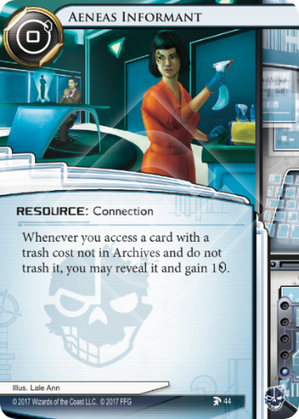 0
AENEAS INFORMANT
RESOURCE: Connection
Whenever you access a card with a
trash cost not in Archives and do not
trash it, you may reveal it and gain 1
Illus. Lale Ann
© 2017 Wizards of the Coast LLC. © 2017 FFG
44